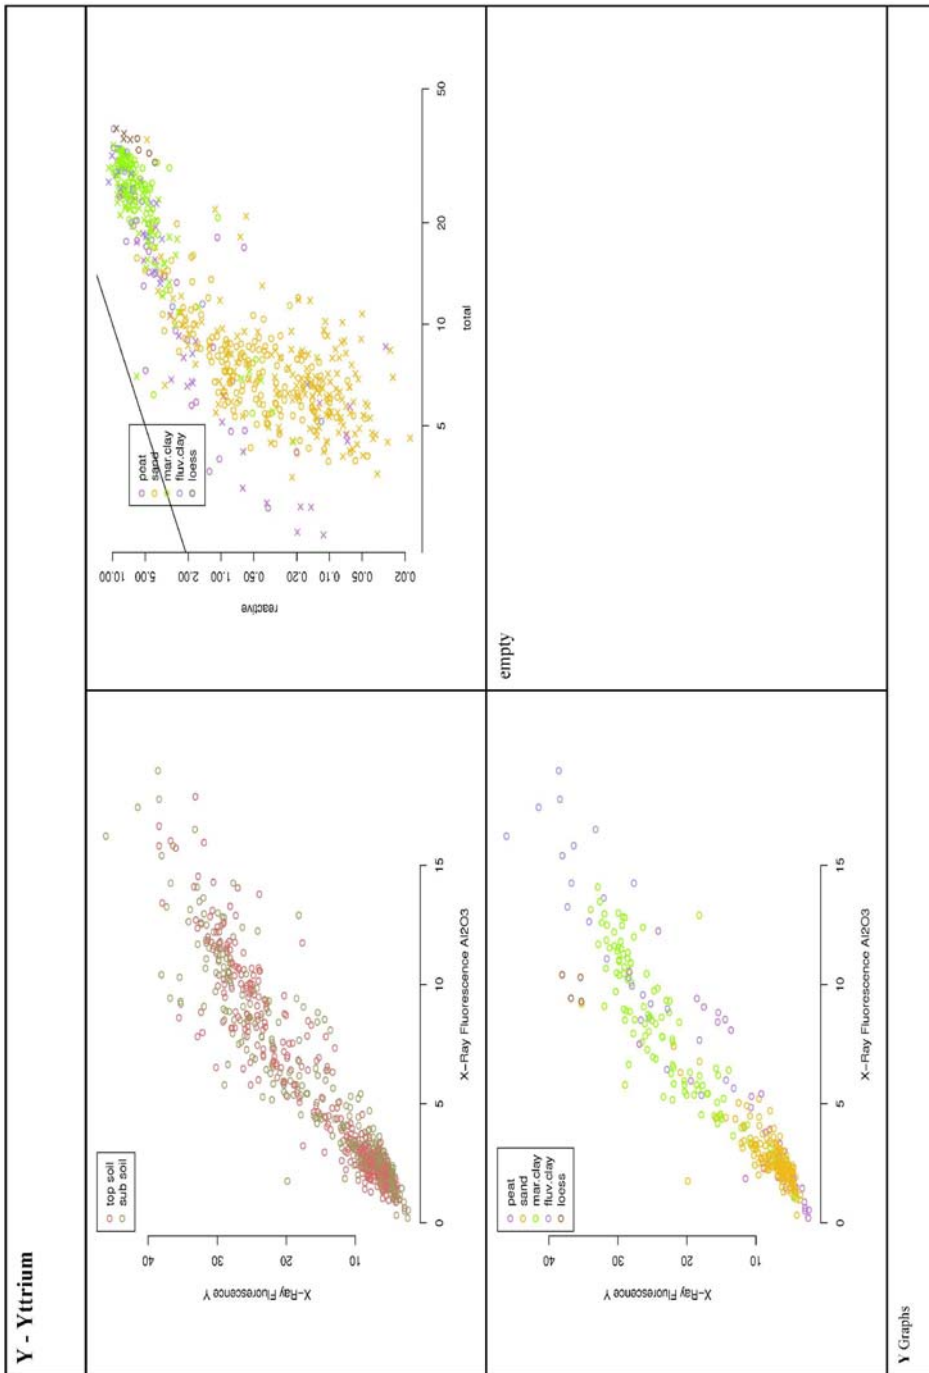 Y - Yttrium
top soil
sub soil
X-Ray Fluorescence Y
10
20
30
40
0
5
10
15
X-Ray Fluorescence Al2O3
peat
sand
mar.clay
fluv.clay
loess
reactive
0.02
0.05
0.10
0.20
0.50
1.00
2.00
5.00
10.00
5
10
20
50
total
peat
sand
mar.clay
fluv.clay
loess
X-Ray Fluorescence Y
10
20
30
40
0
5
10
15
X-Ray Fluorescence Al2O3
empty
Y Graphs